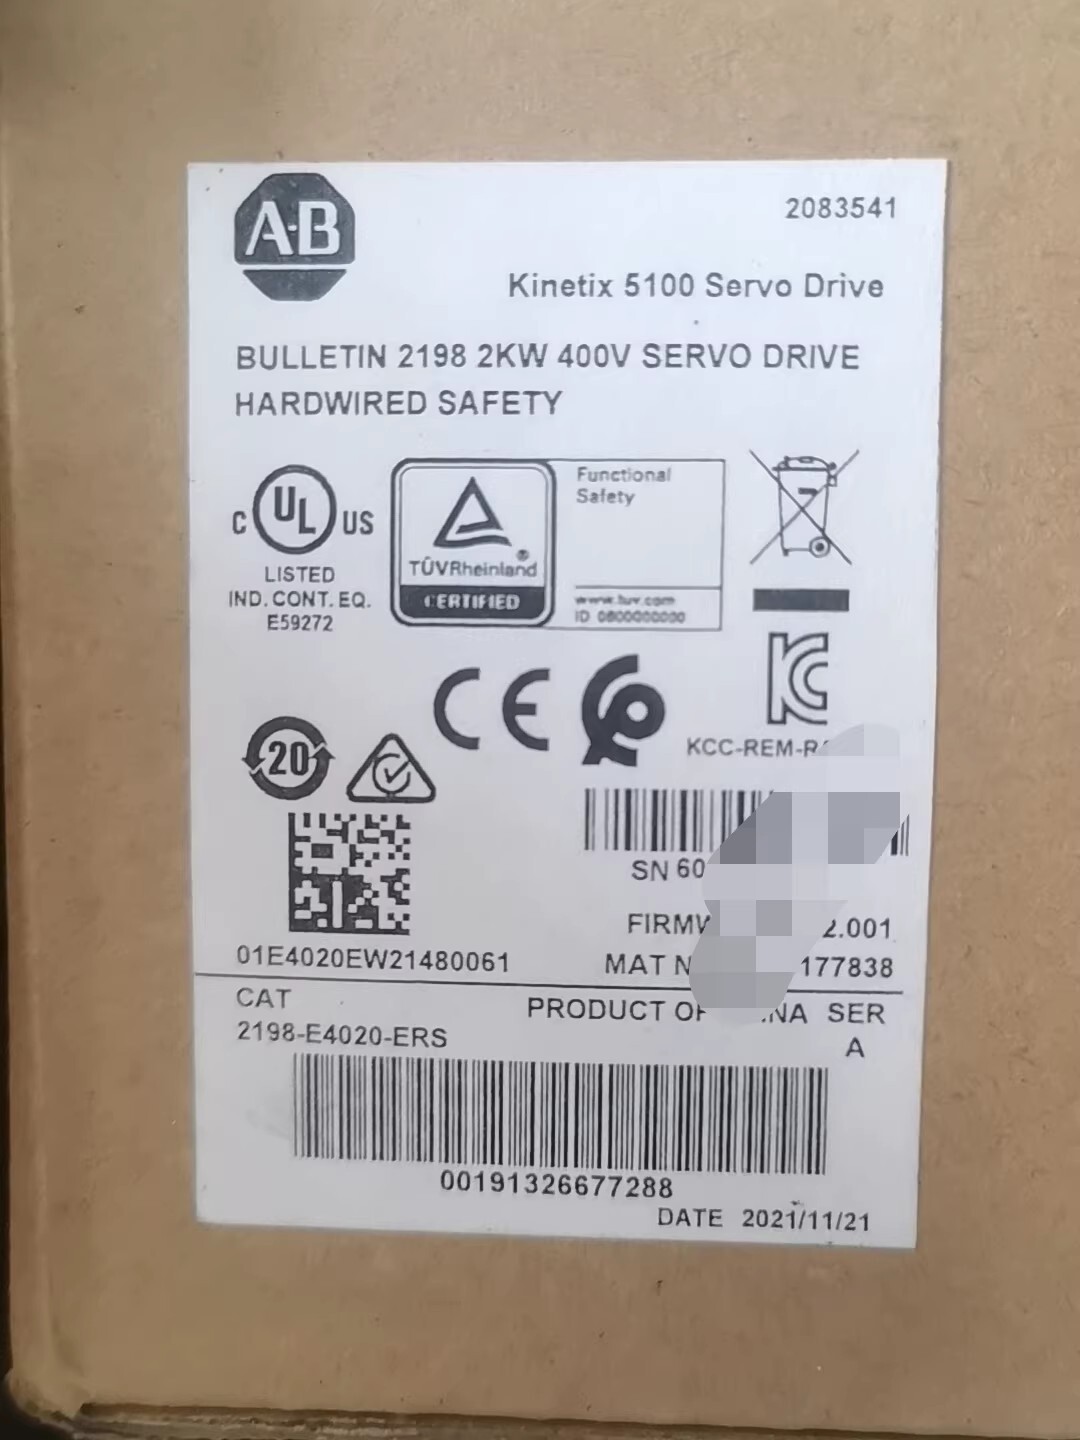 A-B
2083541
Kinetix 5100 Servo Drive
BULLETIN 2198 2KW 400V SERVO DRIVE
HARDWIRED SAFETY
C UL US
LISTED
IND. CONT. EQ.
E59272
TÜVRheinland®
CERTIFIED
Functional
Safety
www.tuv.com
ID 0600000000
CE
KCC-REM-R
20
SN 60
FIRMW 2.001
01E4020EW21480061
MAT N 177838
CAT
2198-E4020-ERS
PRODUCT OF NA SER
A
00191326677288
DATE 2021/11/21